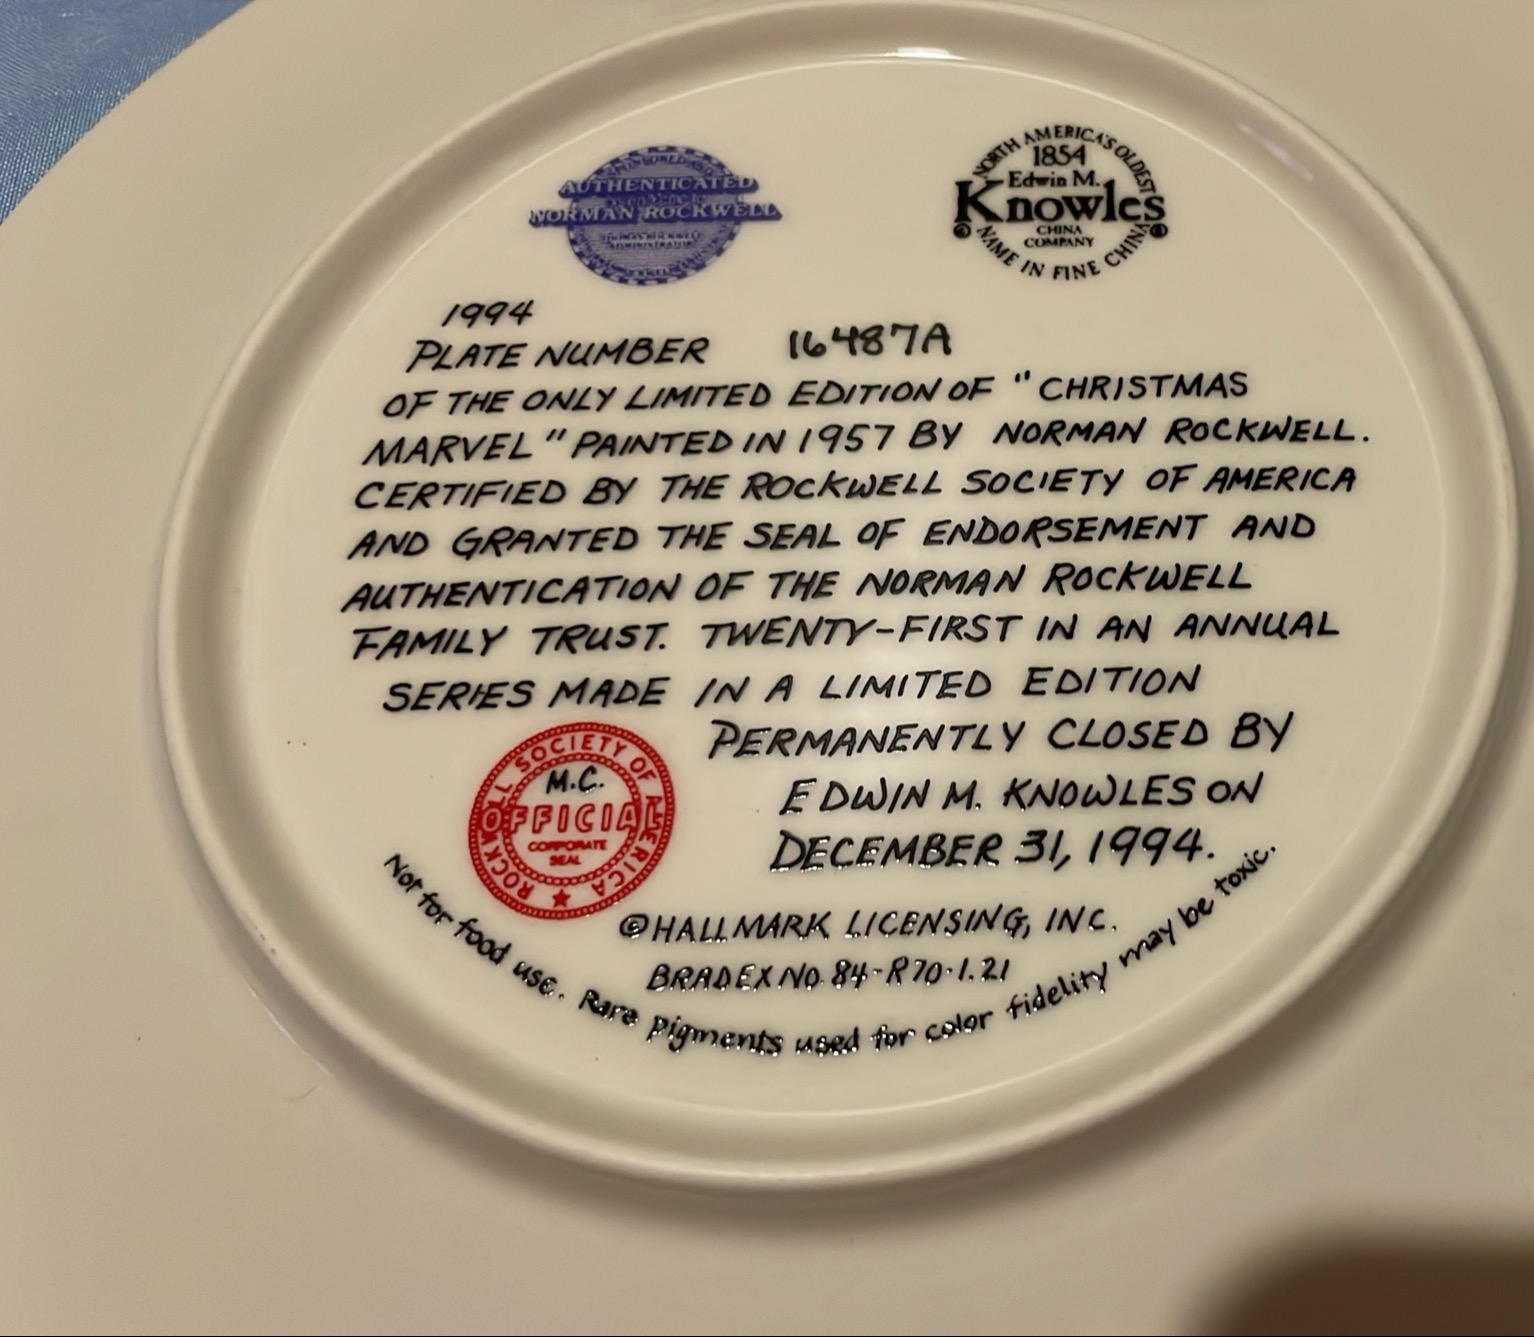 AUTHENTICATED
NORMAN ROCKWELL
NORTH AMERICA'S OLDEST
1854
Edwin M.
Knowles
CHINA
COMPANY
NAME IN FINE CHINA
1994
PLATE NUMBER 16487A
OF THE ONLY LIMITED EDITION OF "CHRISTMAS
MARVEL" PAINTED IN 1957 BY NORMAN ROCKWELL.
CERTIFIED BY THE ROCKWELL SOCIETY OF AMERICA
AND GRANTED THE SEAL OF ENDORSEMENT AND
AUTHENTICATION OF THE NORMAN ROCKWELL
FAMILY TRUST. TWENTY-FIRST IN AN ANNUAL
SERIES MADE IN A LIMITED EDITION
PERMANENTLY CLOSED BY
EDWIN M. KNOWLES ON
DECEMBER 31, 1994.
ROCKWELL SOCIETY OF AMERICA
M.C.
OFFICIAL
CORPORATE
SEAL
©HALLMARK LICENSING, INC.
BRADEX NO. 84-R70-1.21
Not for food use. Rare pigments used for color fidelity may be toxic.